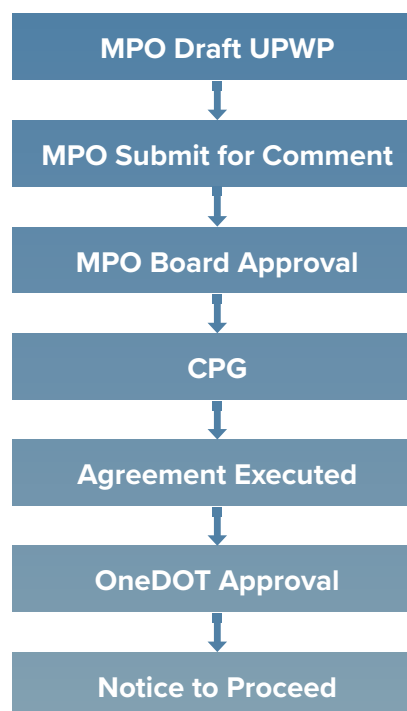 MPO Draft UPWP
MPO Submit for Comment
MPO Board Approval
CPG
Agreement Executed
OneDOT Approval
Notice to Proceed